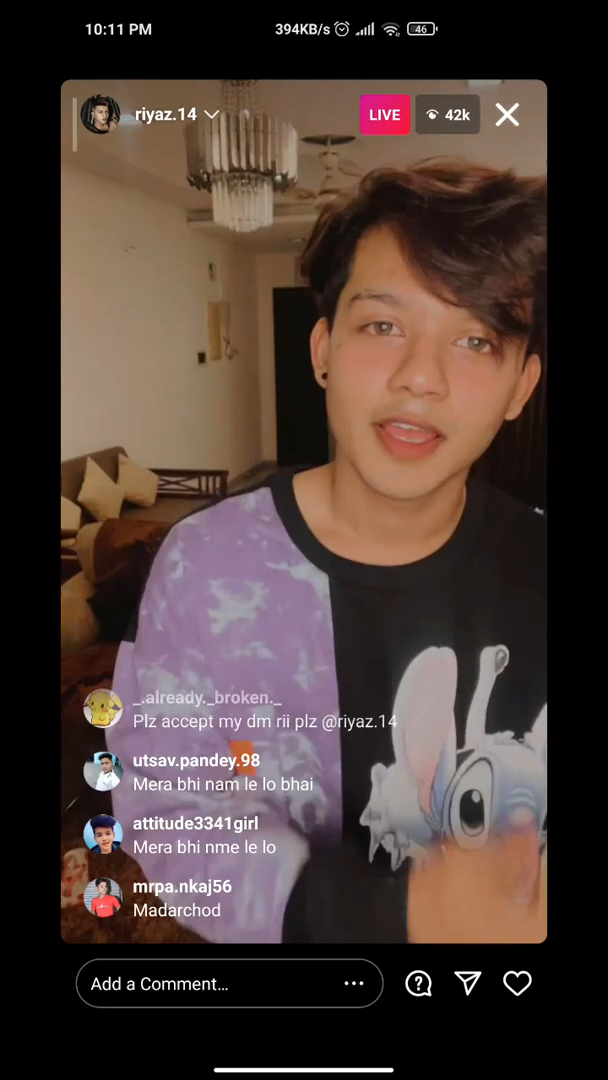 10:11 PM 394KB/s 46
riyaz.14 LIVE 42k
_.already._broken._
Plz accept my dm rii plz @riyaz.14
utsav.pandey.98
Mera bhi nam le lo bhai
attitude3341girl
Mera bhi nme le lo
mrpa.nkaj56
Madarchod
Add a Comment...